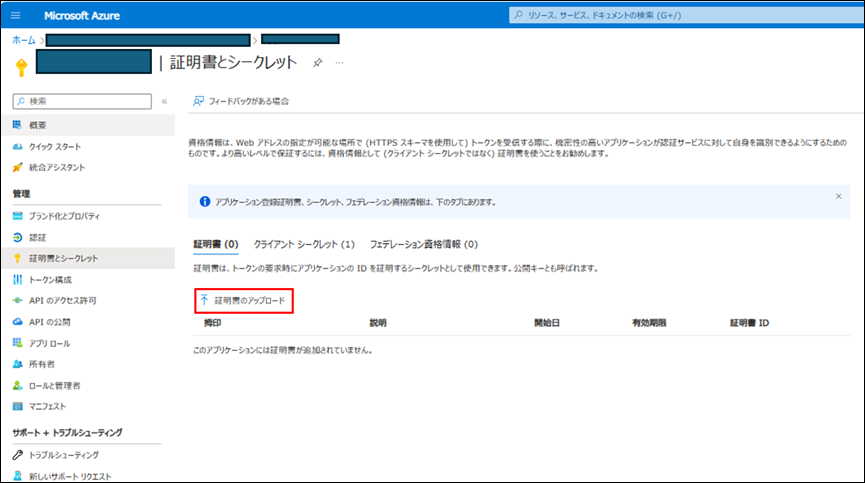 Microsoft Azure
リソース、サービス、ドキュメントの検索 (G+/)
ホーム >
>
| 証明書とシークレット
...
検索
«
概要
クイック スタート
統合アシスタント
管理
ブランド化とプロパティ
認証
証明書とシークレット
トークン構成
API のアクセス許可
API の公開
アプリ ロール
所有者
ロールと管理者
マニフェスト
サポート + トラブルシューティング
トラブルシューティング
新しいサポート リクエスト
フィードバックがある場合
資格情報は、Web アドレスの指定が可能な場所で (HTTPS スキーマを使用して) トークンを受信する際に、機密性の高いアプリケーションが認証サービスに対して自身を識別できるようにするための
ものです。より高いレベルで保証するには、資格情報として (クライアント シークレットではなく) 証明書を使うことをお勧めします。
アプリケーション登録証明書、シークレット、フェデレーション資格情報は、下のタブにあります。
証明書 (0) クライアント シークレット (1) フェデレーション資格情報 (0)
証明書は、トークンの要求時にアプリケーションの ID を証明するシークレットとして使用できます。公開キーとも呼ばれます。
証明書のアップロード
拇印 説明 開始日 有効期限 証明書 ID
このアプリケーションには証明書が追加されていません。